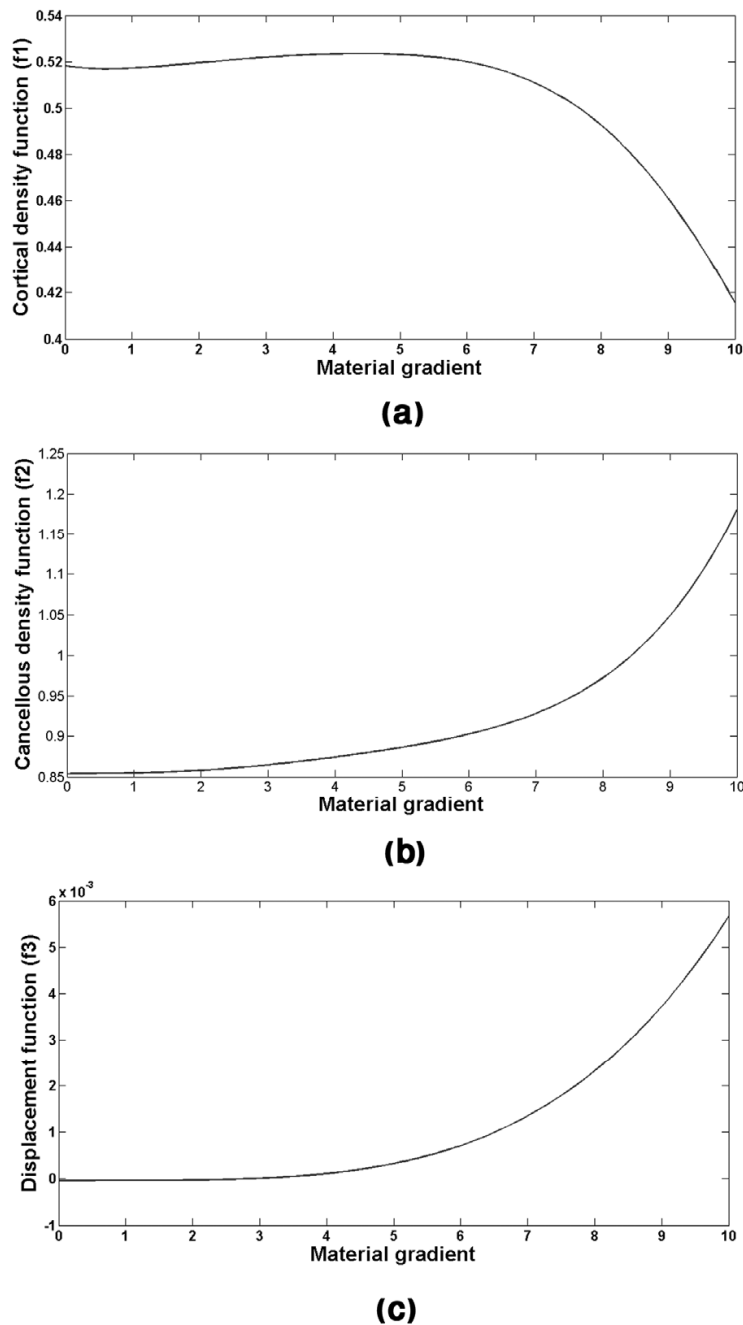 0.54
0.52
0.5
0.48
0.46
0.44
0.42
0.4
Cortical density function (f1)
0 1 2 3 4 5 6 7 8 9 10
Material gradient
(a)
1.25
1.2
1.15
1.1
1.05
1
0.95
0.9
0.85
Cancellous density function (f2)
0 1 2 3 4 5 6 7 8 9 10
Material gradient
(b)
x 10-3
6
5
4
3
2
1
0
-1
Displacement function (f3)
0 1 2 3 4 5 6 7 8 9 10
Material gradient
(c)